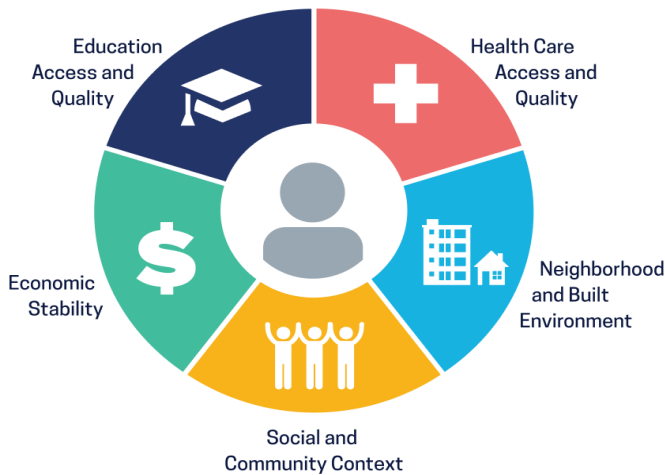 Education
Access and
Quality
Health Care
Access and
Quality
$
Economic
Stability
Neighborhood
and Built
Environment
Social and
Community Context